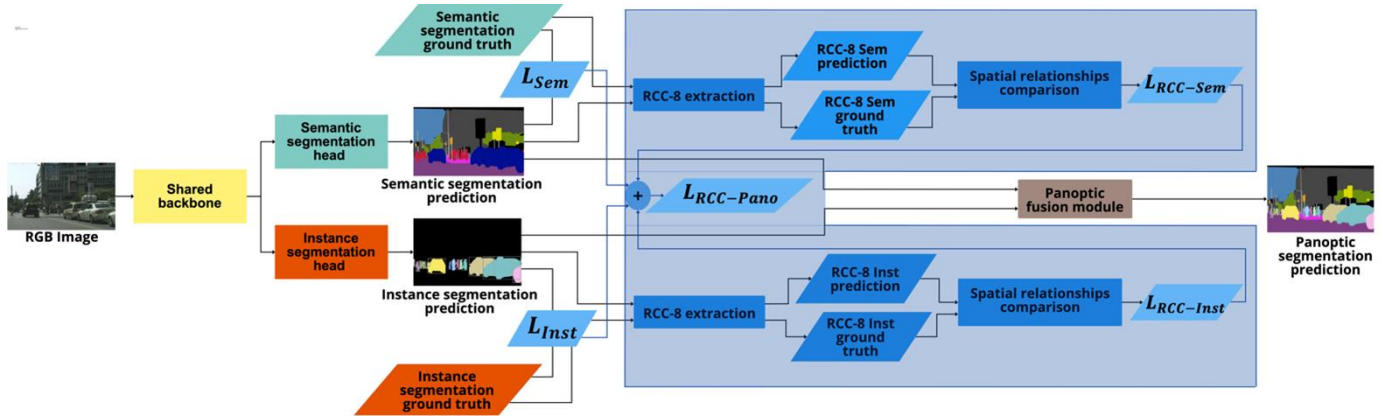 Semantic
segmentation
ground truth
L_Sem
RCC-8 extraction
RCC-8 Sem
prediction
RCC-8 Sem
ground
truth
Spatial relationships
comparison
L_RCC−Sem
Semantic
segmentation
head
Semantic segmentation
prediction
RGB Image
Shared
backbone
+
L_RCC−Pano
Panoptic
fusion module
Panoptic
segmentation
prediction
Instance
segmentation
head
Instance segmentation
prediction
L_Inst
RCC-8 extraction
RCC-8 Inst
prediction
RCC-8 Inst
ground
truth
Spatial relationships
comparison
L_RCC−Inst
Instance
segmentation
ground truth